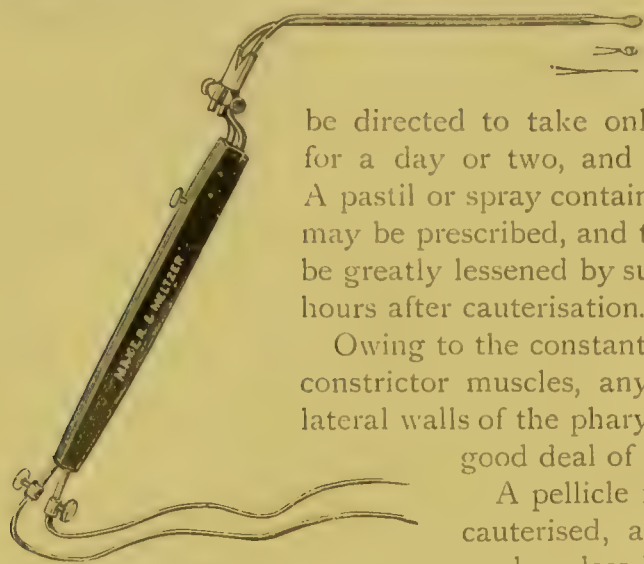 MAYER & MELTZER
be directed to take onl
for a day or two, and
A pastil or spray contain
may be prescribed, and t
be greatly lessened by su
hours after cauterisation.
Owing to the constant
constrictor muscles, any
lateral walls of the phary
good deal of
A pellicle
cauterised, a